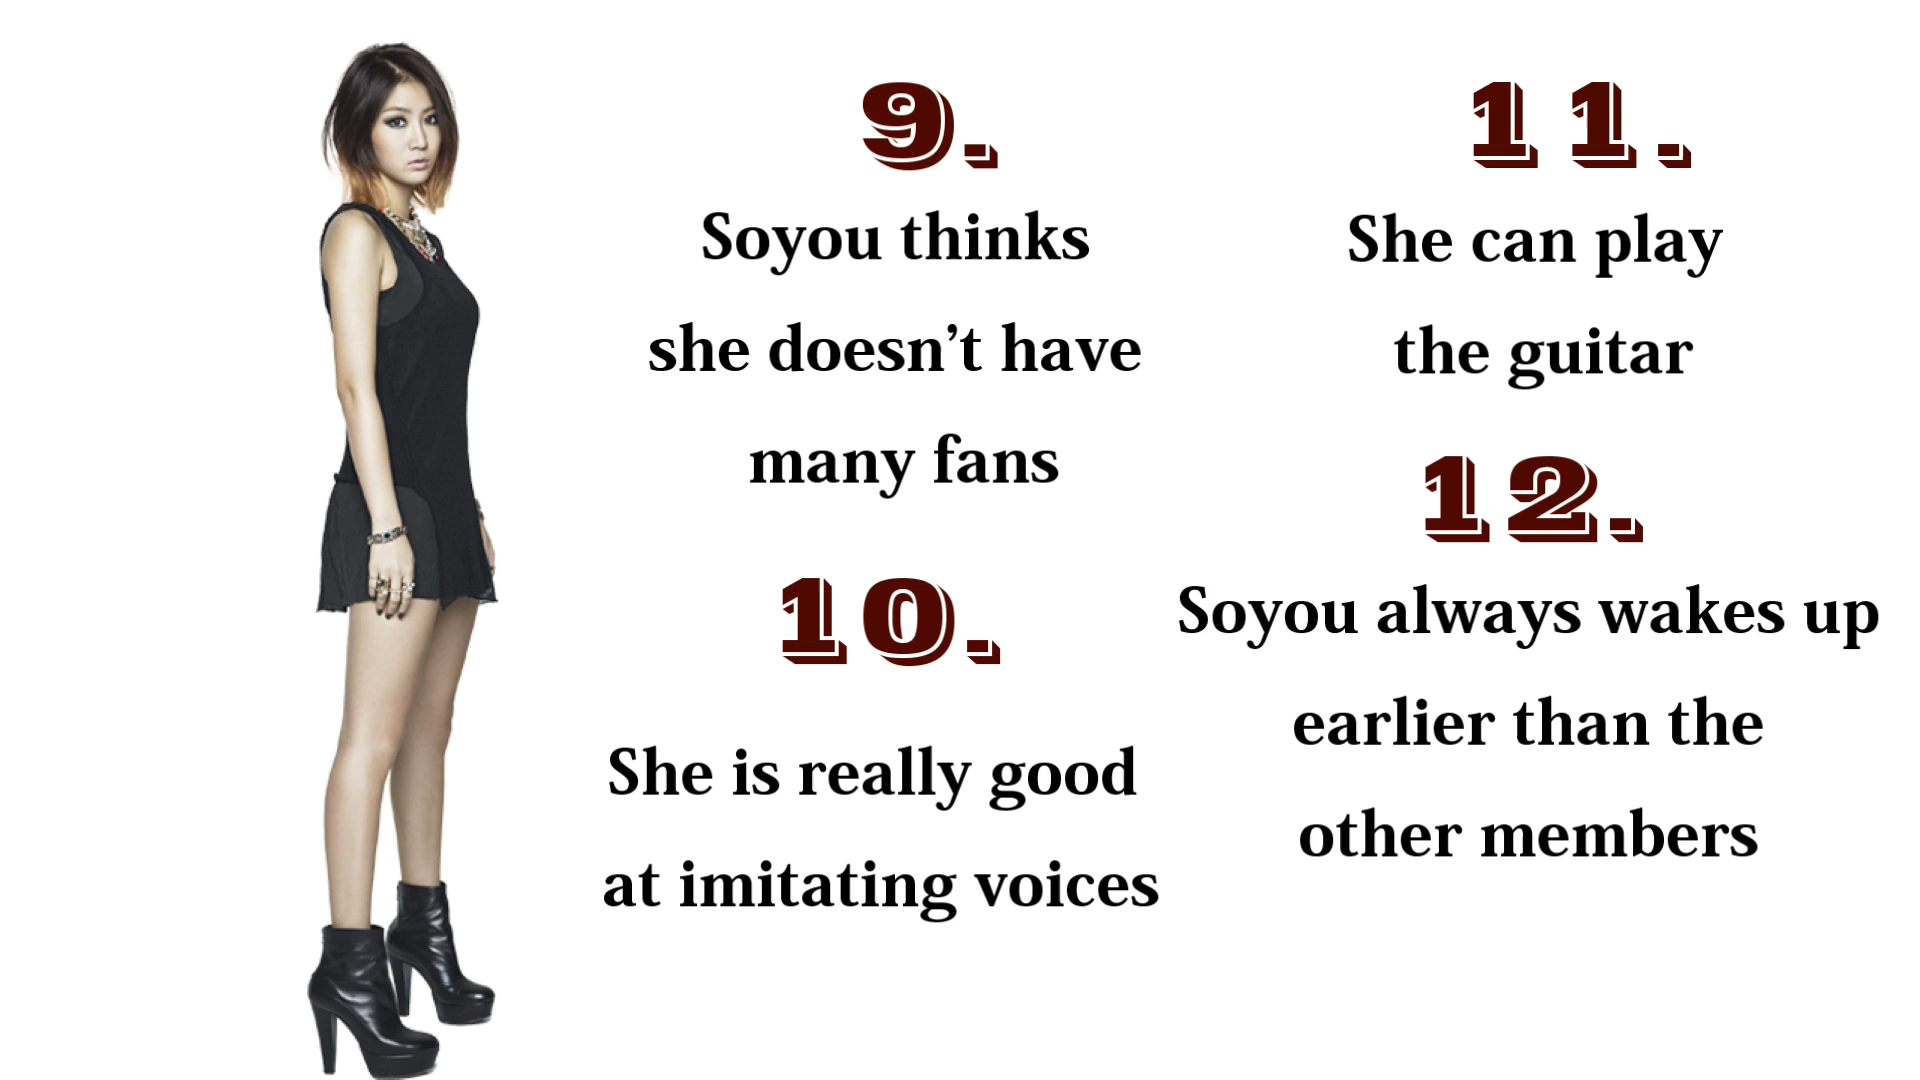 9.
Soyou thinks
she doesn't have
many fans
10.
She is really good
at imitating voices
11.
She can play
the guitar
12.
Soyou always wakes up
earlier than the
other members